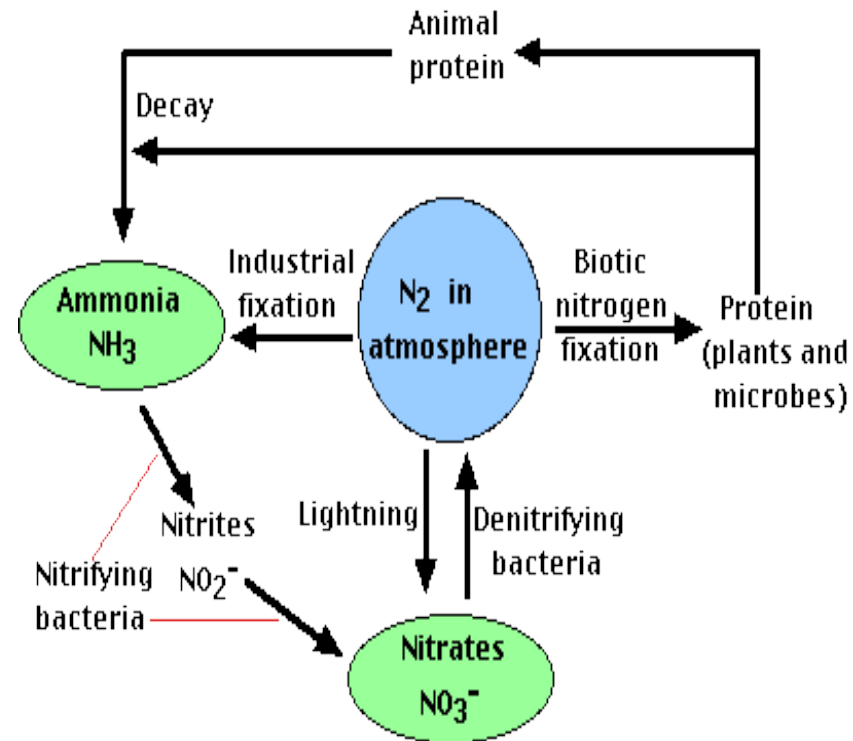 Animal
protein
Decay
Industrial
fixation
N₂ in
atmosphere
Biotic
nitrogen
fixation
Ammonia
NH₃
Protein
(plants and
microbes)
Lightning
Denitrifying
bacteria
Nitrites
NO₂⁻
Nitrifying
bacteria
Nitrates
NO₃⁻